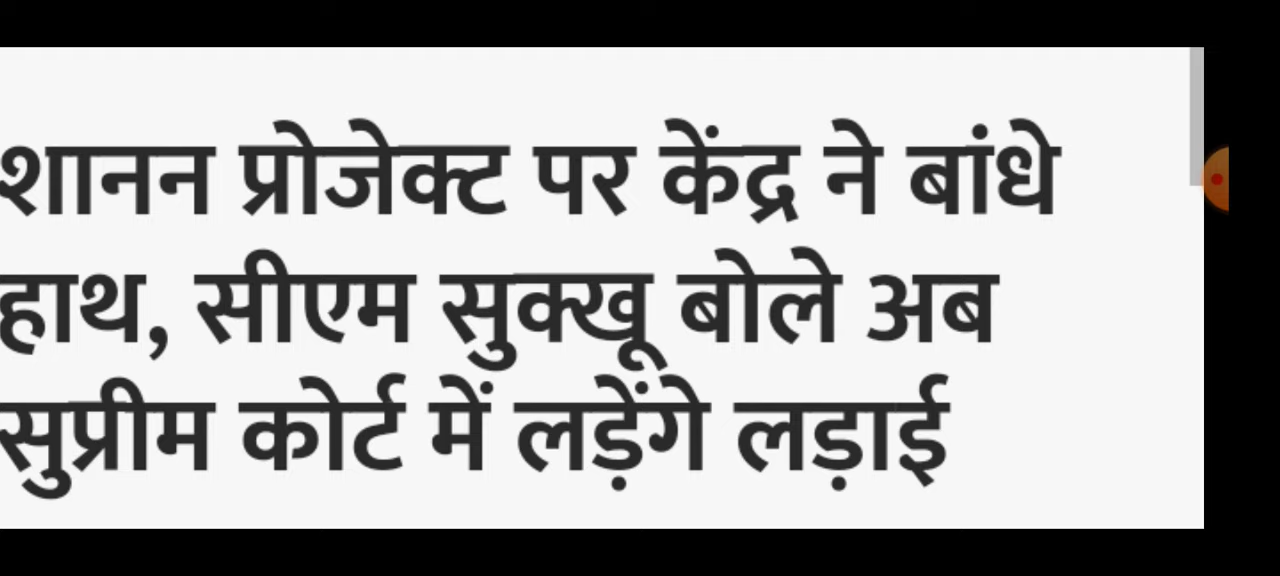 शानन प्रोजेक्ट पर केंद्र ने बांधे
हाथ, सीएम सुक्खू बोले अब
सुप्रीम कोर्ट में लड़ेंगे लड़ाई